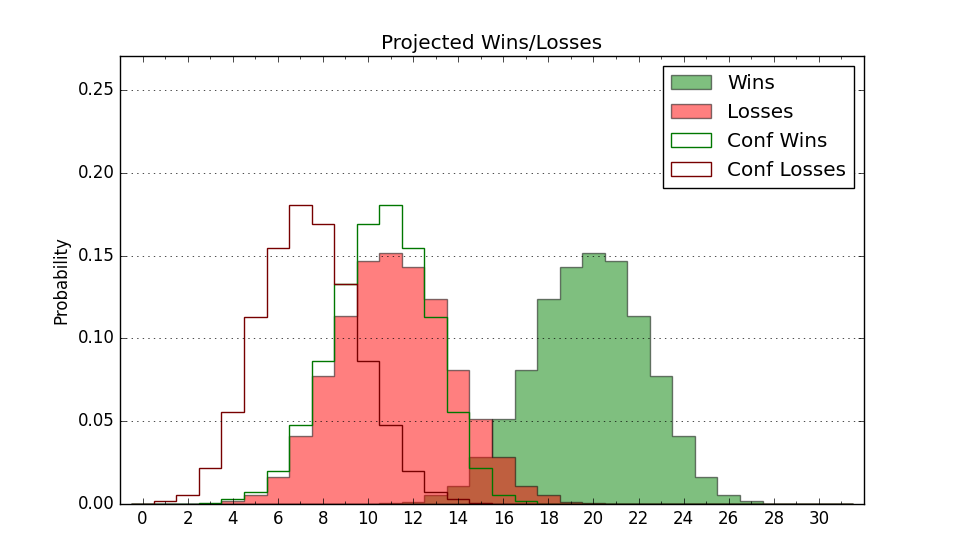 Projected Wins/Losses
Probability
0.25
0.20
0.15
0.10
0.05
0.00
0 2 4 6 8 10 12 14 16 18 20 22 24 26 28 30
Wins
Losses
Conf Wins
Conf Losses